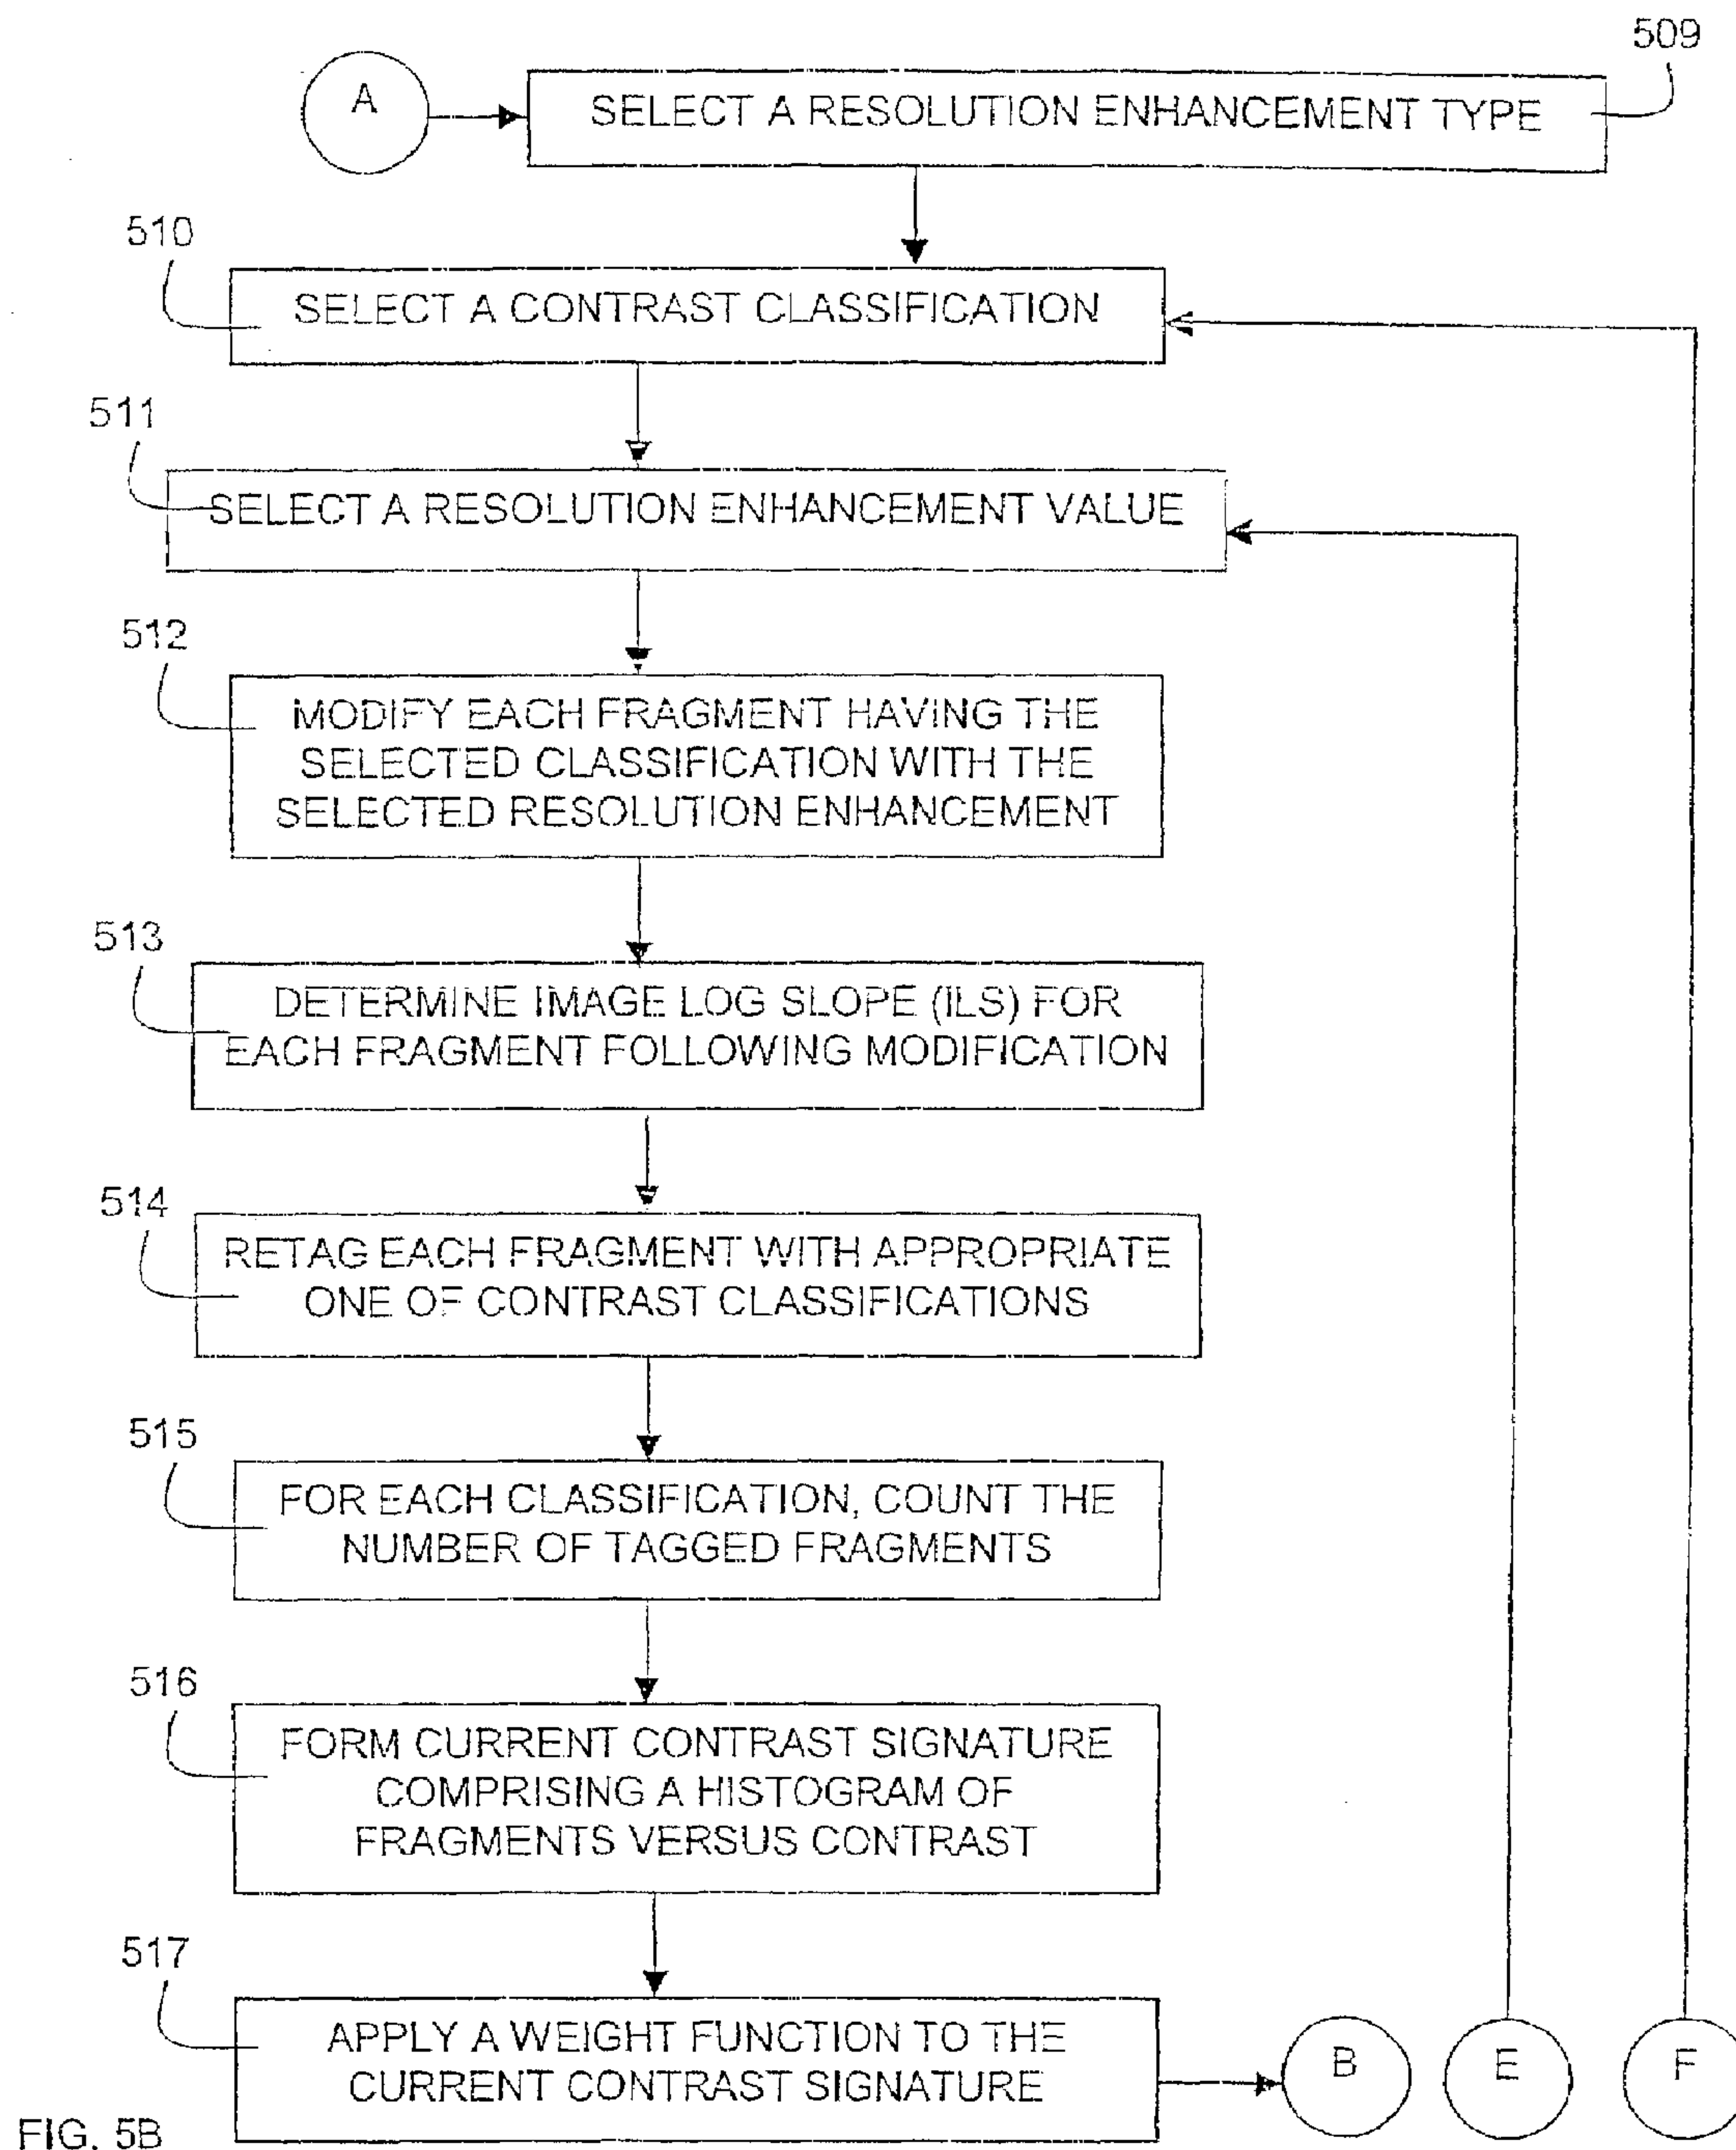 509
A
SELECT A RESOLUTION ENHANCEMENT TYPE
510
SELECT A CONTRAST CLASSIFICATION
511
SELECT A RESOLUTION ENHANCEMENT VALUE
512
MODIFY EACH FRAGMENT HAVING THE
SELECTED CLASSIFICATION WITH THE
SELECTED RESOLUTION ENHANCEMENT
513
DETERMINE IMAGE LOG SLOPE (ILS) FOR
EACH FRAGMENT FOLLOWING MODIFICATION
514
RETAG EACH FRAGMENT WITH APPROPRIATE
ONE OF CONTRAST CLASSIFICATIONS
515
FOR EACH CLASSIFICATION, COUNT THE
NUMBER OF TAGGED FRAGMENTS
516
FORM CURRENT CONTRAST SIGNATURE
COMPRISING A HISTOGRAM OF
FRAGMENTS VERSUS CONTRAST
517
APPLY A WEIGHT FUNCTION TO THE
CURRENT CONTRAST SIGNATURE
B
E
F
FIG. 5B